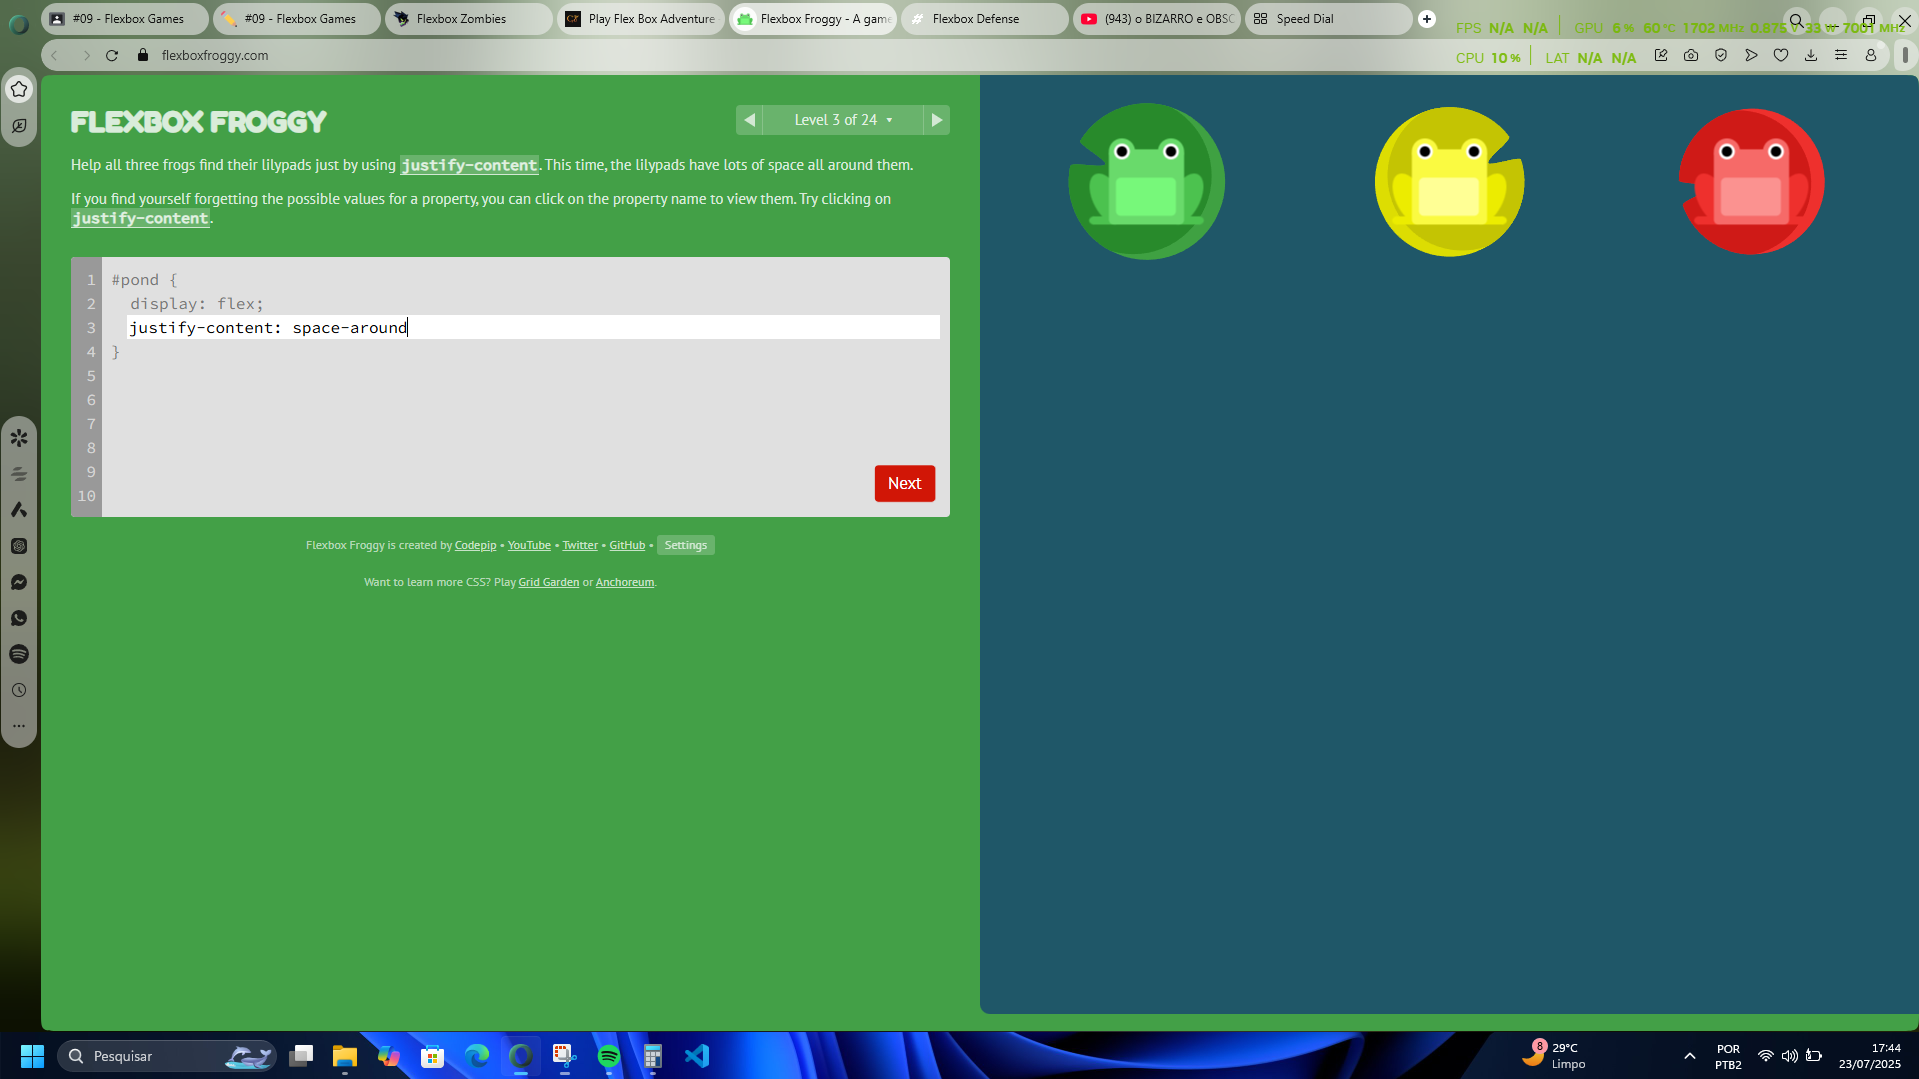 #09 - Flexbox Games
#09 - Flexbox Games
Flexbox Zombies
Play Flex Box Adventure
Flexbox Froggy - A game
Flexbox Defense
(943) o BIZARRO e OBSC
Speed Dial
FPS N/A N/A
GPU 6 % 60 °C 1702 MHz 0.875 V 33 W 7001 MHz
flexboxfroggy.com
CPU 10 %
LAT N/A N/A
FLEXBOX FROGGY
Level 3 of 24
Help all three frogs find their lilypads just by using justify-content. This time, the lilypads have lots of space all around them.
If you find yourself forgetting the possible values for a property, you can click on the property name to view them. Try clicking on
justify-content.
1 #pond {
2 display: flex;
3 justify-content: space-around
4 }
5
6
7
8
9
10
Next
Flexbox Froggy is created by Codepip • YouTube • Twitter • GitHub • Settings
Want to learn more CSS? Play Grid Garden or Anchoreum.
Pesquisar
8
29°C
Limpo
POR
PTB2
17:44
23/07/2025